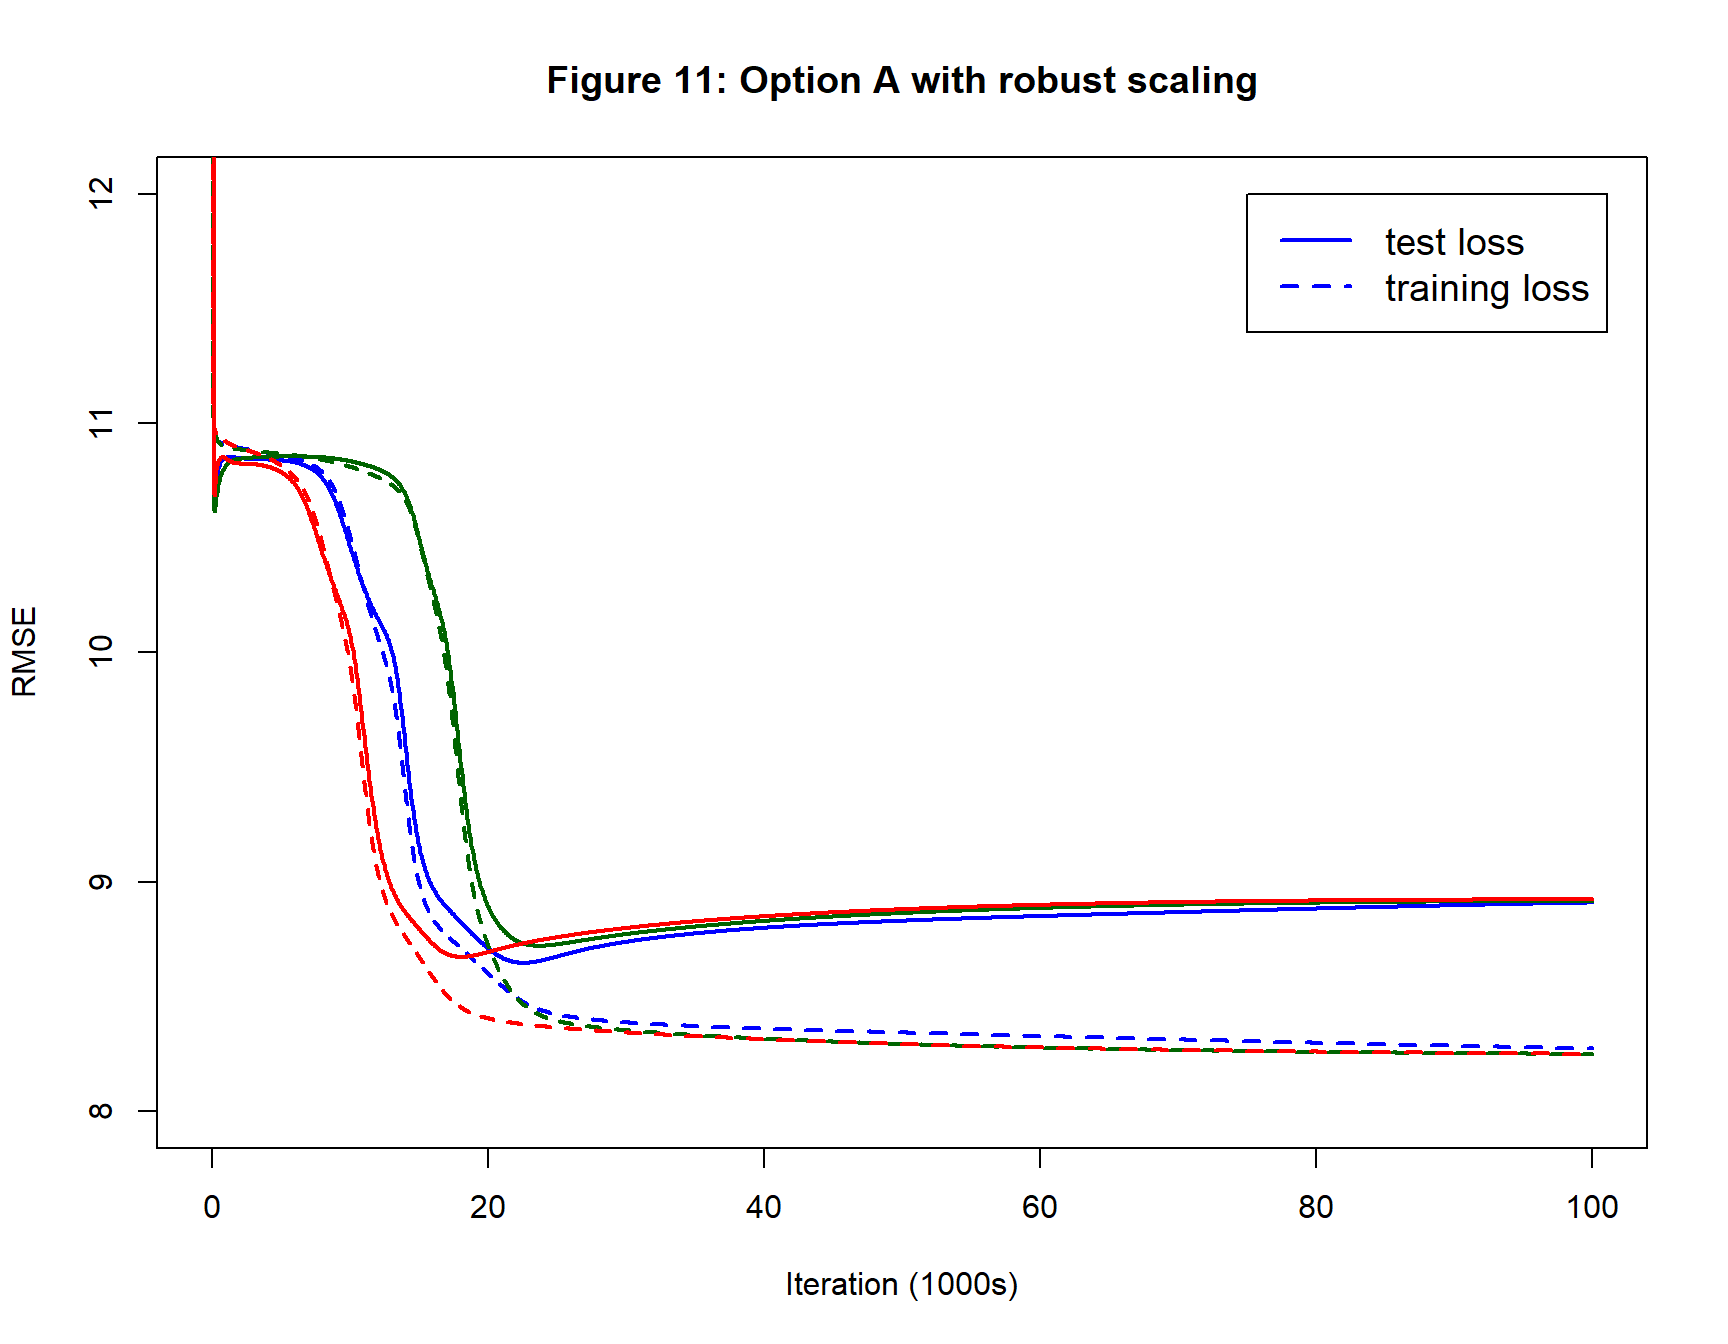 Figure 11: Option A with robust scaling
12
11
10
9
8
RMSE
test loss
training loss
0 20 40 60 80 100
Iteration (1000s)